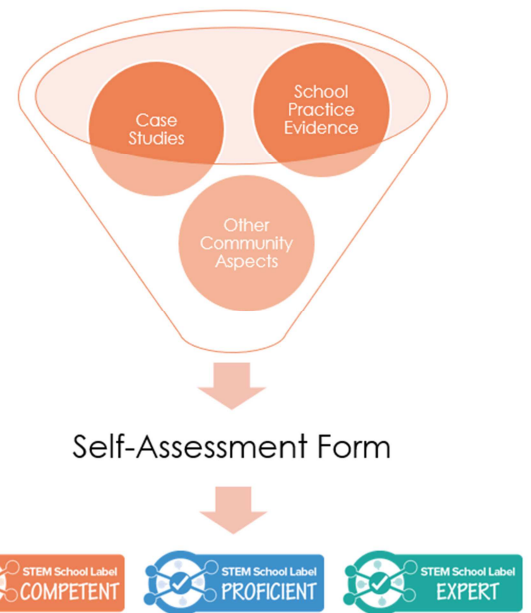 Case
Studies
School
Practice
Evidence
Other
Community
Aspects
Self-Assessment Form
STEM School Label
COMPETENT
STEM School Label
PROFICIENT
STEM School Label
EXPERT